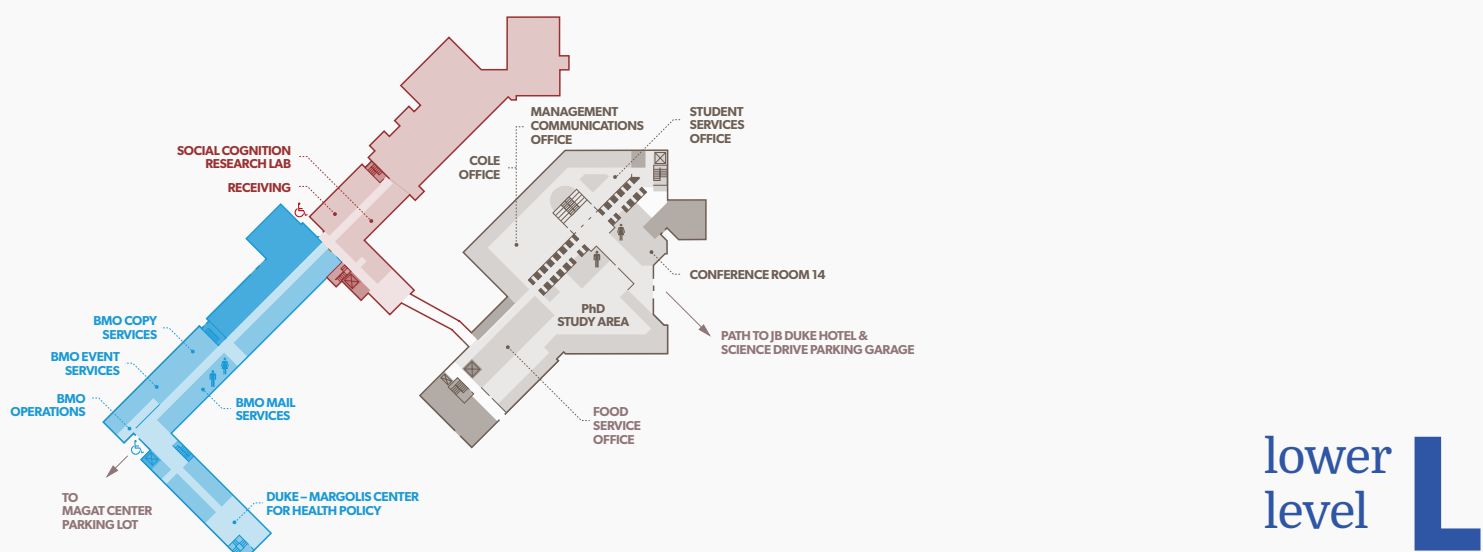 MANAGEMENT
COMMUNICATIONS
OFFICE
STUDENT
SERVICES
OFFICE
SOCIAL COGNITION
RESEARCH LAB
COLE
OFFICE
RECEIVING
CONFERENCE ROOM 14
PhD
STUDY AREA
BMO COPY
SERVICES
PATH TO JB DUKE HOTEL &
SCIENCE DRIVE PARKING GARAGE
BMO EVENT
SERVICES
BMO
OPERATIONS
BMO MAIL
SERVICES
FOOD
SERVICE
OFFICE
TO
MAGAT CENTER
PARKING LOT
DUKE – MARGOLIS CENTER
FOR HEALTH POLICY
lower
level
L